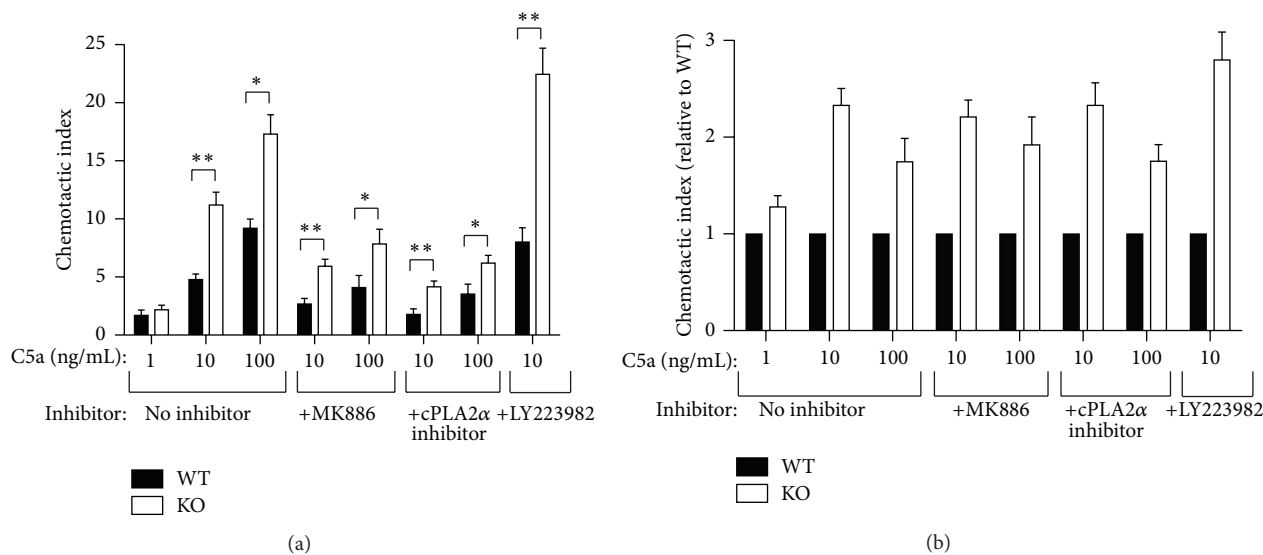 **
25
*
20
**
15
*
10
**
*
**
5
0
Chemotactic index
C5a (ng/mL): 1 10 100 10 100 10 100 10
Inhibitor: No inhibitor +MK886 +cPLA2α inhibitor +LY223982
WT
KO
(a)
3
2
1
0
Chemotactic index (relative to WT)
C5a (ng/mL): 1 10 100 10 100 10 100 10
Inhibitor: No inhibitor +MK886 +cPLA2α inhibitor +LY223982
WT
KO
(b)